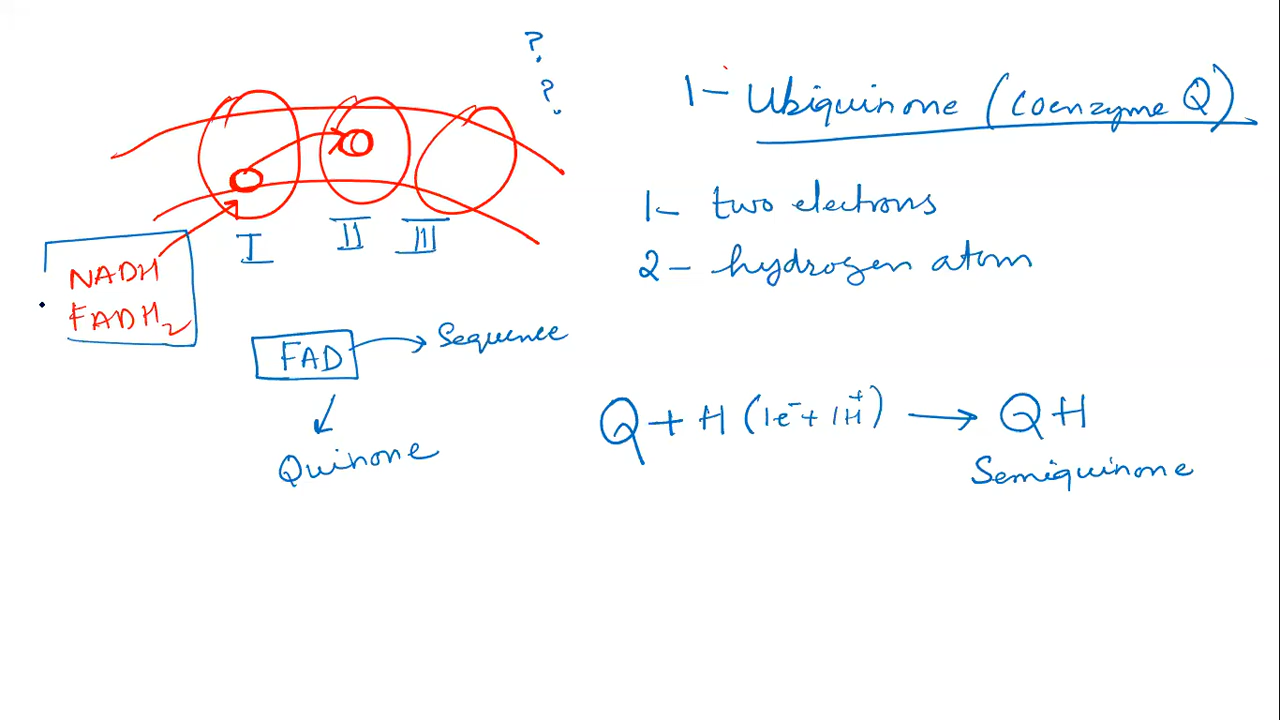 ?
?
I
II
III
NADH
FADH₂
FAD → Sequence
Quinone
1- Ubiquinone (Coenzyme Q)
1- two electrons
2- hydrogen atom
Q + H (1e⁻ + 1H⁺) → QH
Semiquinone